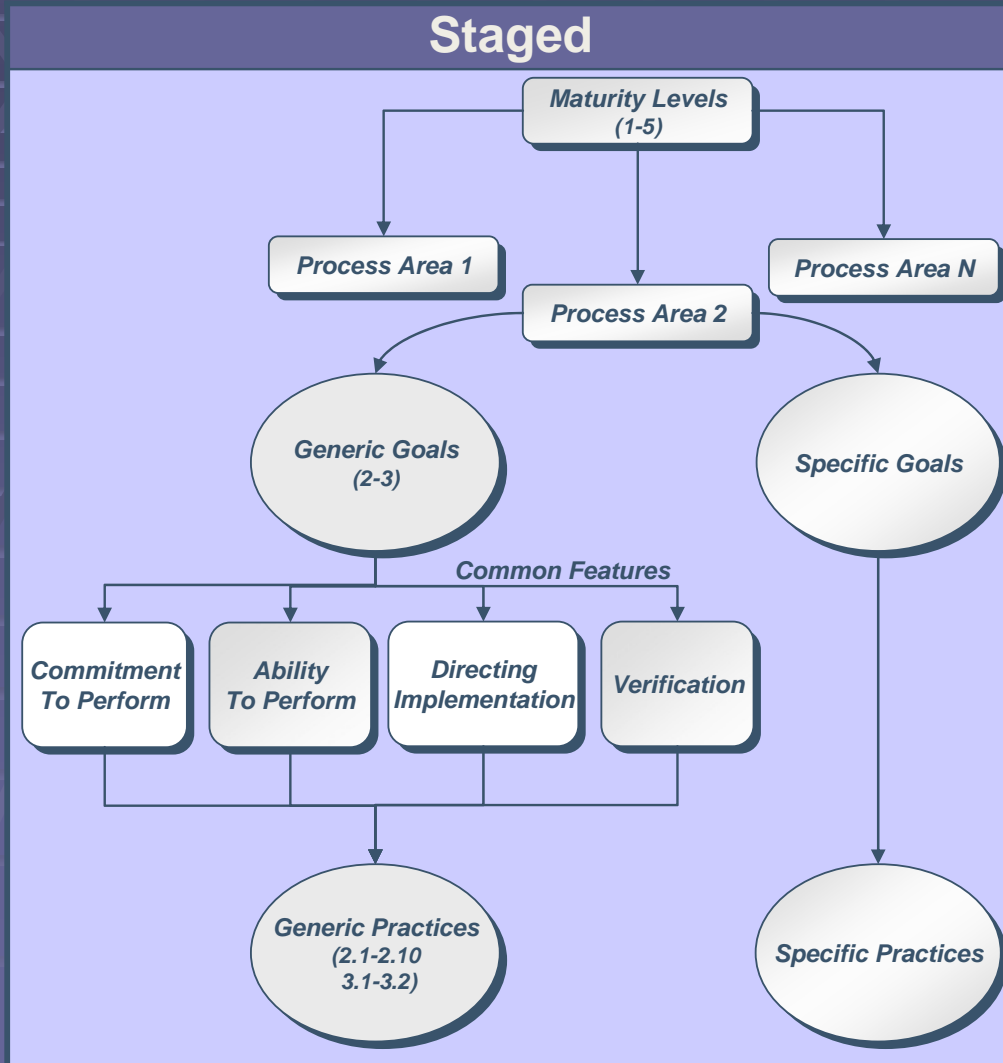 Staged
Maturity Levels
(1-5)
Process Area 1
Process Area N
Process Area 2
Generic Goals
(2-3)
Specific Goals
Common Features
Commitment
To Perform
Ability
To Perform
Directing
Implementation
Verification
Generic Practices
(2.1-2.10
3.1-3.2)
Specific Practices